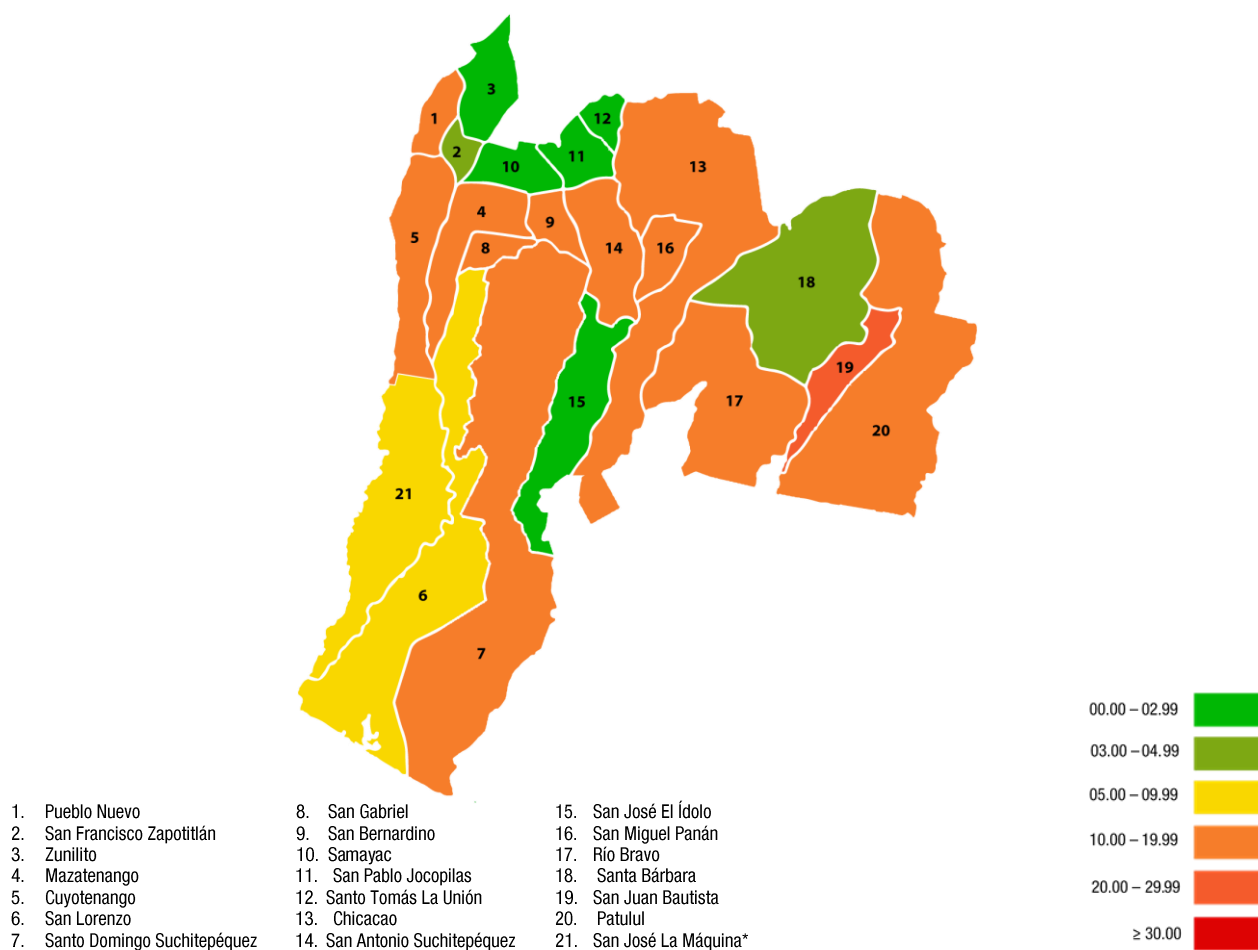 3
1
12
2
11
10
13
4
9
5
8
14
16
18
19
15
17
20
21
6
7
00.00 – 02.99
03.00 – 04.99
05.00 – 09.99
10.00 – 19.99
20.00 – 29.99
≥ 30.00
1. Pueblo Nuevo
2. San Francisco Zapotitlán
3. Zunilito
4. Mazatenango
5. Cuyotenango
6. San Lorenzo
7. Santo Domingo Suchitepéquez
8. San Gabriel
9. San Bernardino
10. Samayac
11. San Pablo Jocopilas
12. Santo Tomás La Unión
13. Chicacao
14. San Antonio Suchitepéquez
15. San José El Ídolo
16. San Miguel Panán
17. Río Bravo
18. Santa Bárbara
19. San Juan Bautista
20. Patulul
21. San José La Máquina*